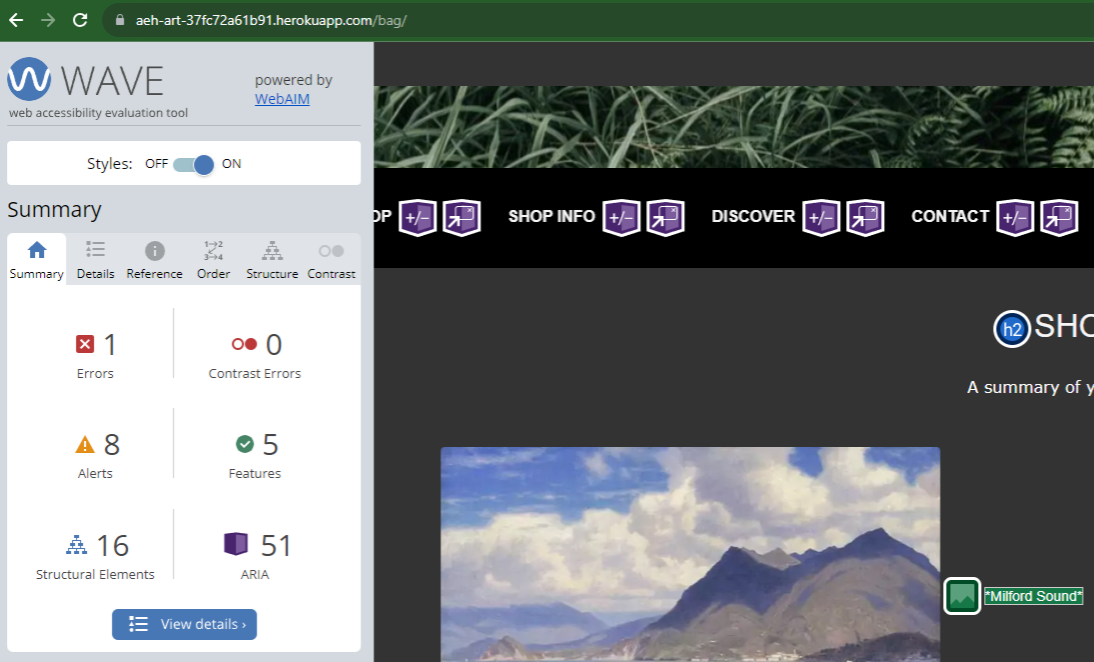 aeh-art-37fc72a61b91.herokuapp.com/bag/
WAVE
powered by
WebAIM
web accessibility evaluation tool
Styles: OFF ON
Summary
Summary Details Reference Order Structure Contrast
1
Errors
0
Contrast Errors
8
Alerts
5
Features
16
Structural Elements
51
ARIA
View details ›
OP +/- SHOP INFO +/- DISCOVER +/- CONTACT +/-
h2 SHO
A summary of y
*Milford Sound*